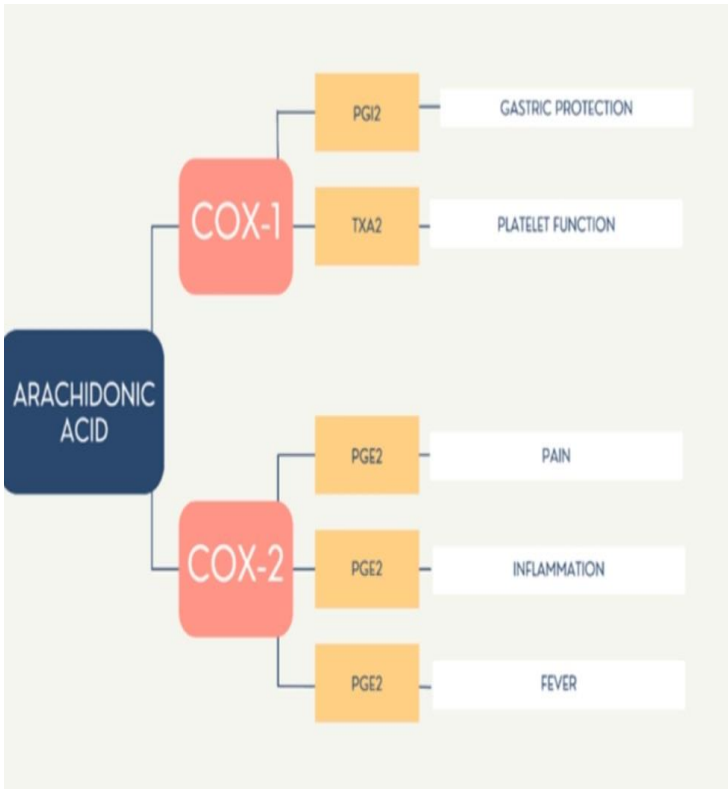 ARACHIDONIC
ACID
COX-1
PGI2
GASTRIC PROTECTION
TXA2
PLATELET FUNCTION
COX-2
PGE2
PAIN
PGE2
INFLAMMATION
PGE2
FEVER